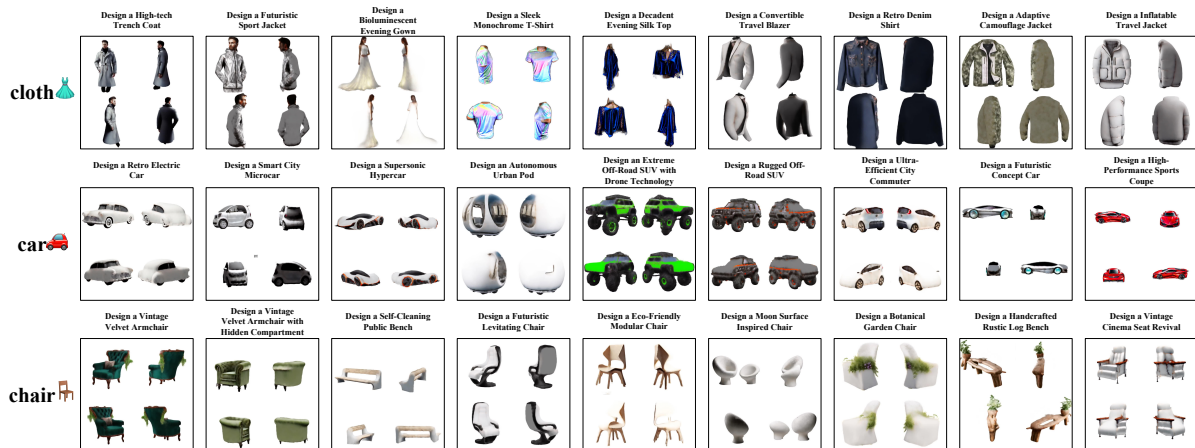 Design a High-tech
Trench Coat
Design a Futuristic
Sport Jacket
Design a
Bioluminescent
Evening Gown
Design a Sleek
Monochrome T-Shirt
Design a Decadent
Evening Silk Top
Design a Convertible
Travel Blazer
Design a Retro Denim
Shirt
Design a Adaptive
Camouflage Jacket
Design a Inflatable
Travel Jacket
cloth
Design a Retro Electric
Car
Design a Smart City
Microcar
Design a Supersonic
Hypercar
Design an Autonomous
Urban Pod
Design an Extreme
Off-Road SUV with
Drone Technology
Design a Rugged Off-
Road SUV
Design a Ultra-
Efficient City
Commuter
Design a Futuristic
Concept Car
Design a High-
Performance Sports
Coupe
car
Design a Vintage
Velvet Armchair
Design a Vintage
Velvet Armchair with
Hidden Compartment
Design a Self-Cleaning
Public Bench
Design a Futuristic
Levitating Chair
Design a Eco-Friendly
Modular Chair
Design a Moon Surface
Inspired Chair
Design a Botanical
Garden Chair
Design a Handcrafted
Rustic Log Bench
Design a Vintage
Cinema Seat Revival
chair